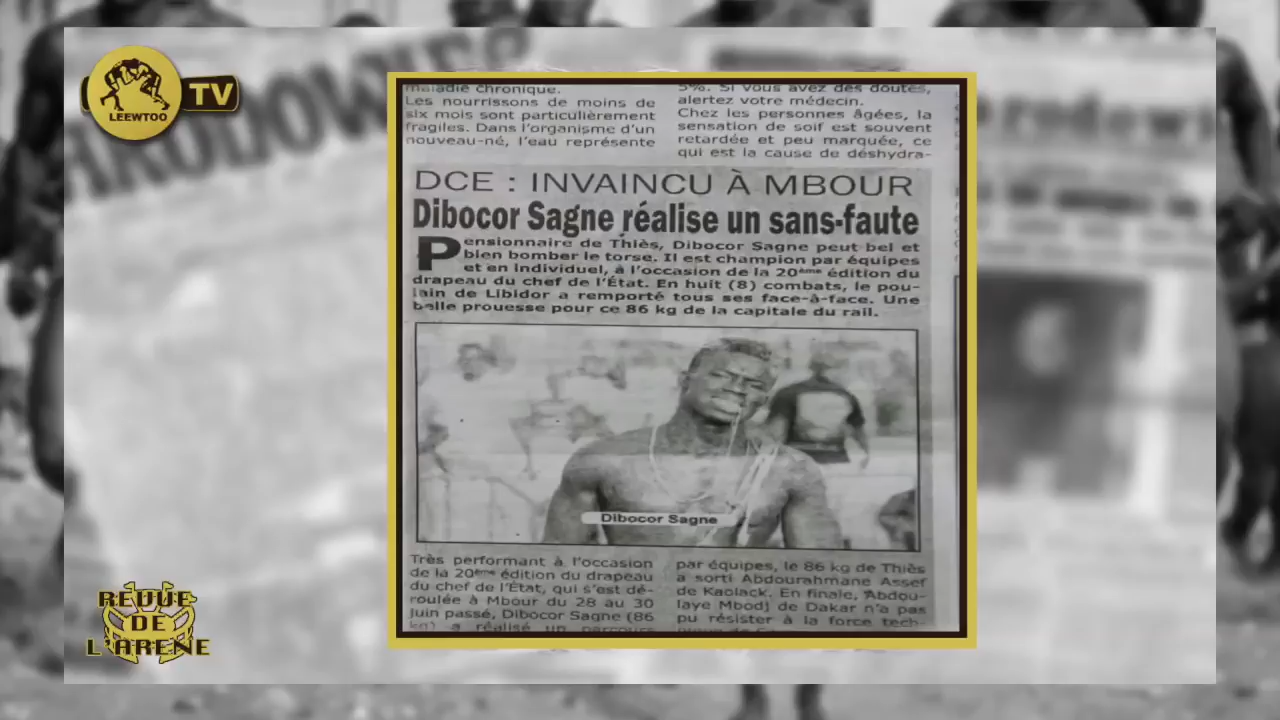 LEEWTOO
TV
maladie chronique.
Les nourrissons de moins de
six mois sont particulièrement
fragiles. Dans l'organisme d'un
nouveau-né, l'eau représente
5%. Si vous avez des doutes,
alertez votre médecin.
Chez les personnes âgées, la
sensation de soif est souvent
retardée et peu marquée, ce
qui est la cause de déshydra-
DCE : INVAINCU À MBOUR
Dibocor Sagne réalise un sans-faute
Pensionnaire de Thiès, Dibocor Sagne peut bel et
bien bomber le torse. Il est champion par équipes
et en individuel, à l'occasion de la 20ème édition du
drapeau du chef de l'État. En huit (8) combats, le pou-
lain de Libidor a remporté tous ses face-à-face. Une
belle prouesse pour ce 86 kg de la capitale du rail.
Dibocor Sagne
Très performant à l'occasion
de la 20ème édition du drapeau
du chef de l'État, qui s'est dé-
roulée à Mbour du 28 au 30
juin passé, Dibocor Sagne (86
kg) a réalisé un parcours
par équipes, le 86 kg de Thiès
a sorti Abdourahmane Assef
de Kaolack. En finale, Abdou-
laye Mbodj de Dakar n'a pas
pu résister à la force tech-
REVUE
DE
L'ARENE